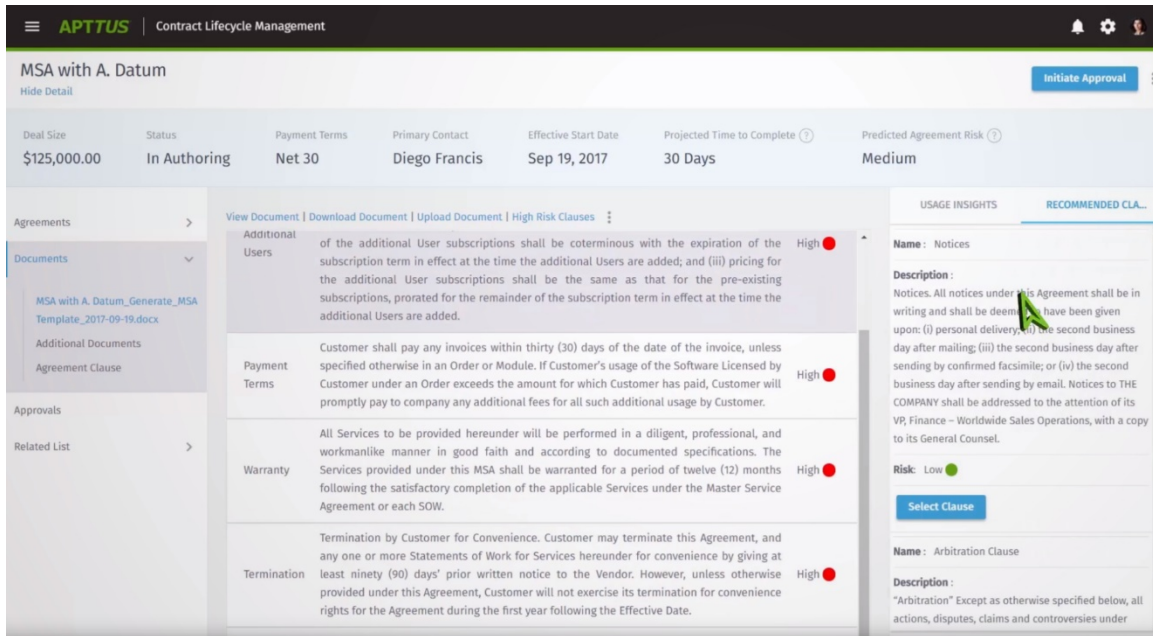 APTTUS | Contract Lifecycle Management
MSA with A. Datum
Hide Detail
Initiate Approval
Deal Size
$125,000.00
Status
In Authoring
Payment Terms
Net 30
Primary Contact
Diego Francis
Effective Start Date
Sep 19, 2017
Projected Time to Complete ?
30 Days
Predicted Agreement Risk ?
Medium
Agreements
Documents
MSA with A. Datum_Generate_MSA
Template_2017-09-19.docx
Additional Documents
Agreement Clause
Approvals
Related List
View Document | Download Document | Upload Document | High Risk Clauses
Additional
Users
of the additional User subscriptions shall be coterminous with the expiration of the
subscription term in effect at the time the additional Users are added; and (iii) pricing for
the additional User subscriptions shall be the same as that for the pre-existing
subscriptions, prorated for the remainder of the subscription term in effect at the time the
additional Users are added.
High
Payment
Terms
Customer shall pay any invoices within thirty (30) days of the date of the invoice, unless
specified otherwise in an Order or Module. If Customer's usage of the Software Licensed by
Customer under an Order exceeds the amount for which Customer has paid, Customer will
promptly pay to company any additional fees for all such additional usage by Customer.
High
Warranty
All Services to be provided hereunder will be performed in a diligent, professional, and
workmanlike manner in good faith and according to documented specifications. The
Services provided under this MSA shall be warranted for a period of twelve (12) months
following the satisfactory completion of the applicable Services under the Master Service
Agreement or each SOW.
High
Termination
Termination by Customer for Convenience. Customer may terminate this Agreement, and
any one or more Statements of Work for Services hereunder for convenience by giving at
least ninety (90) days' prior written notice to the Vendor. However, unless otherwise
provided under this Agreement, Customer will not exercise its termination for convenience
rights for the Agreement during the first year following the Effective Date.
High
USAGE INSIGHTS
RECOMMENDED CLA...
Name : Notices
Description :
Notices. All notices under this Agreement shall be in
writing and shall be have been given
upon: (i) personal delivery; the second business
day after mailing; (iii) the second business day after
sending by confirmed facsimile; or (iv) the second
business day after sending by email. Notices to THE
COMPANY shall be addressed to the attention of its
VP, Finance – Worldwide Sales Operations, with a copy
to its General Counsel.
Risk: Low
Select Clause
Name : Arbitration Clause
Description :
"Arbitration" Except as otherwise specified below, all
actions, disputes, claims and controversies under